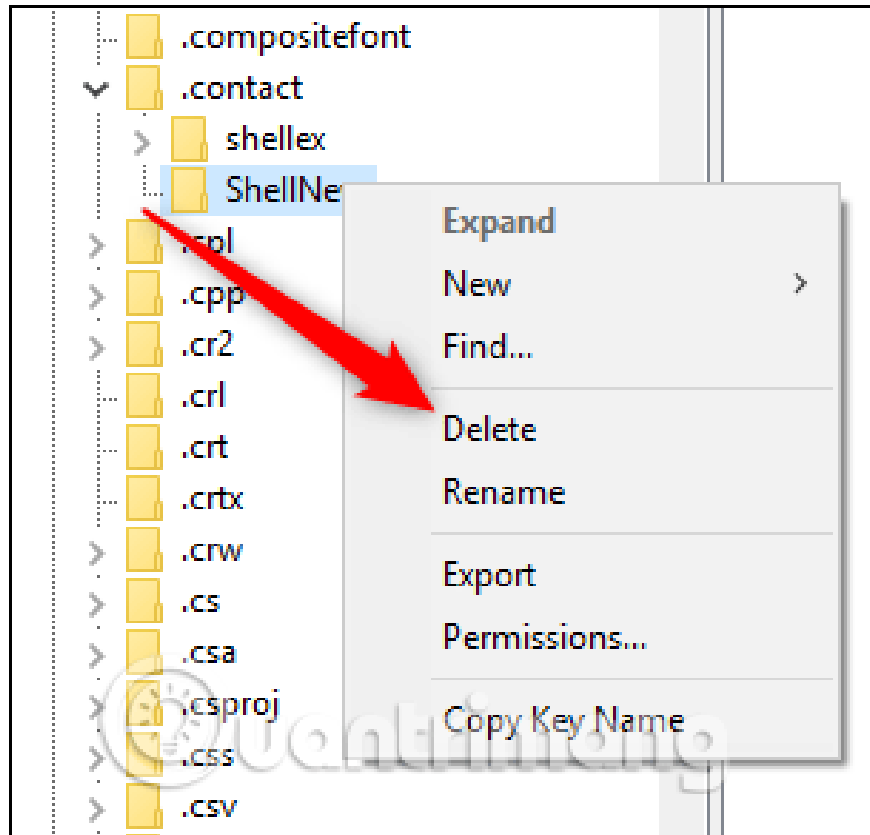 .compositefont
.contact
shellex
ShellNe
.cpl
.cpp
.cr2
.crl
.crt
.crtx
.crw
.cs
.csa
.csproj
.css
.csv
Expand
New
Find...
Delete
Rename
Export
Permissions...
Copy Key Name
uantrimang